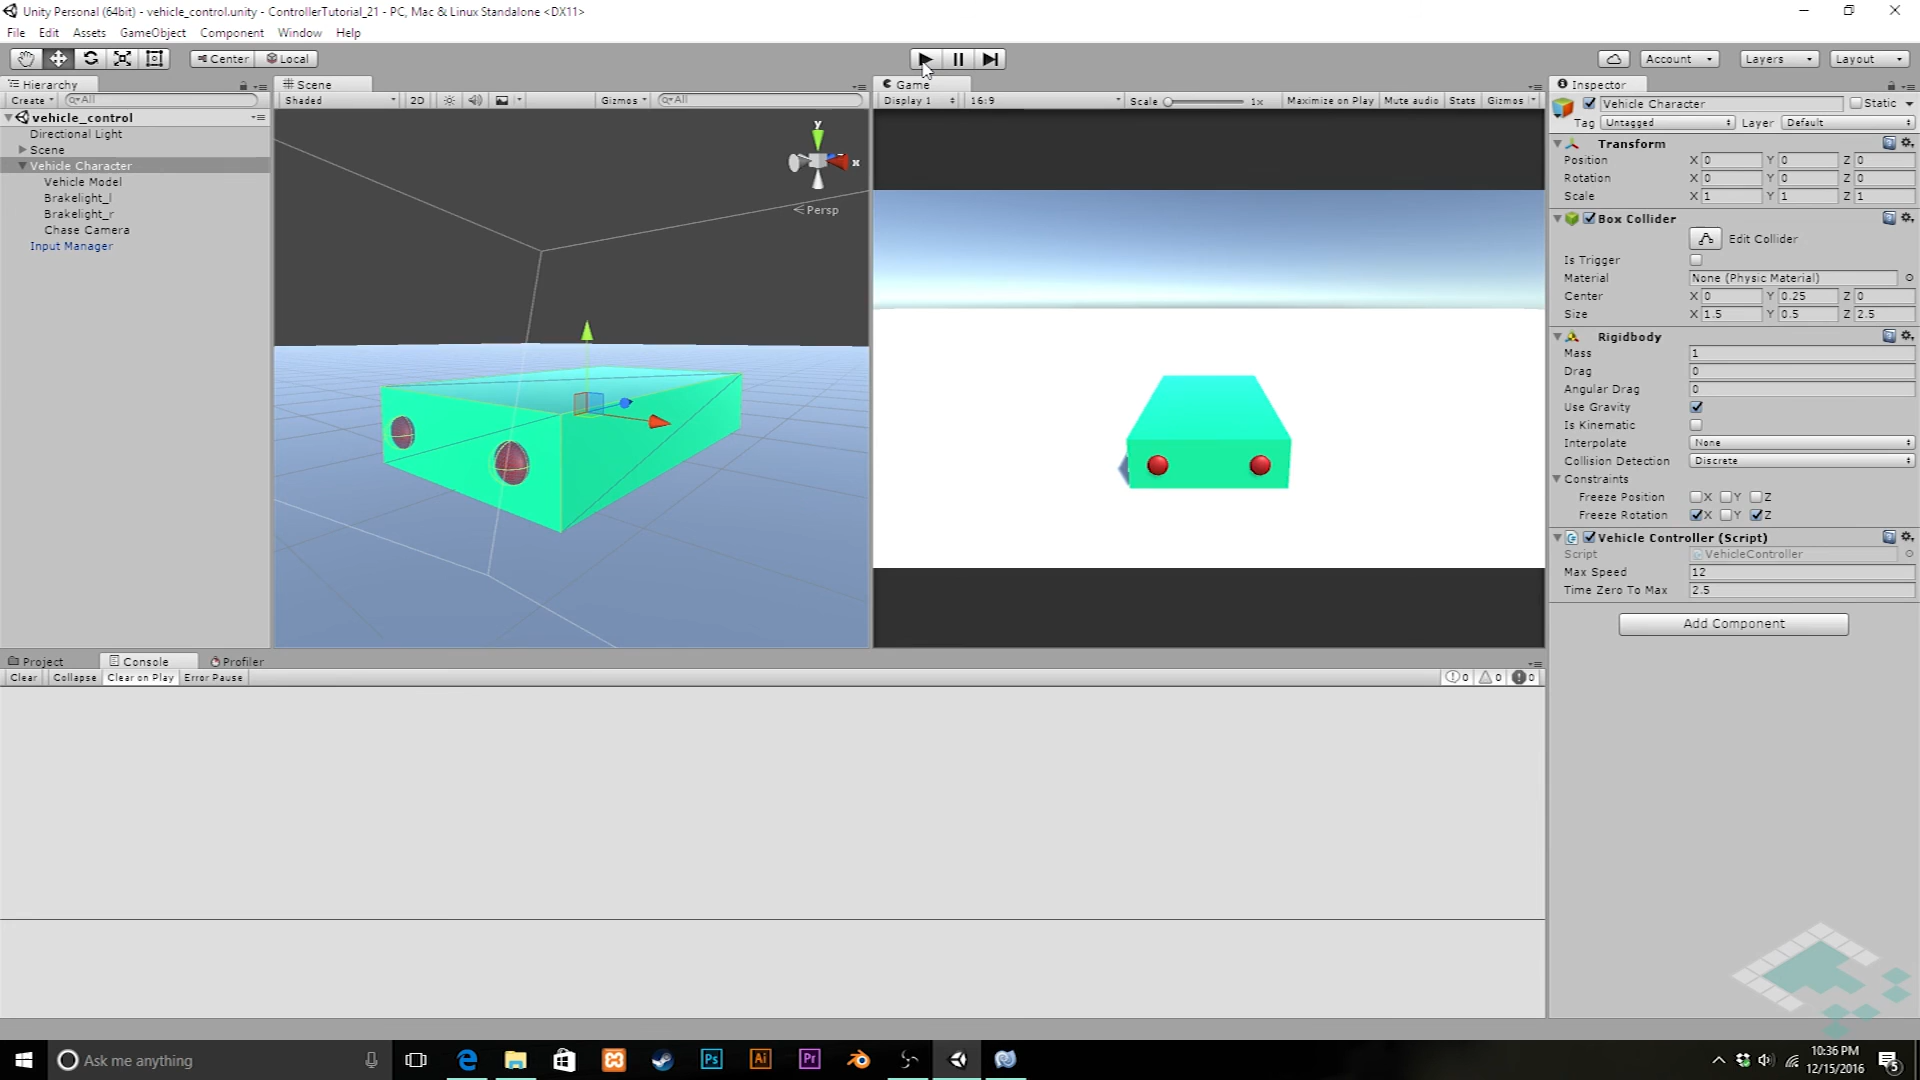 Unity Personal (64bit) - vehicle_control.unity - ControllerTutorial_21 - PC, Mac & Linux Standalone <DX11>
File Edit Assets GameObject Component Window Help
Center Local
Account Layers Layout
Hierarchy
Create All
vehicle_control
Directional Light
Scene
Vehicle Character
Vehicle Model
Brakelight_l
Brakelight_r
Chase Camera
Input Manager
Scene
Shaded 2D Gizmos All
y
x
Persp
Game
Display 1 16:9 Scale 1x Maximize on Play Mute audio Stats Gizmos
Inspector
Vehicle Character Static
Tag Untagged Layer Default
Transform
Position X 0 Y 0 Z 0
Rotation X 0 Y 0 Z 0
Scale X 1 Y 1 Z 1
Box Collider
Edit Collider
Is Trigger
Material None (Physic Material)
Center X 0 Y 0.25 Z 0
Size X 1.5 Y 0.5 Z 2.5
Rigidbody
Mass 1
Drag 0
Angular Drag 0
Use Gravity
Is Kinematic
Interpolate None
Collision Detection Discrete
Constraints
Freeze Position X Y Z
Freeze Rotation X Y Z
Vehicle Controller (Script)
Script VehicleController
Max Speed 12
Time Zero To Max 2.5
Add Component
Project Console Profiler
Clear Collapse Clear on Play Error Pause 0 0 0
Ask me anything
Ps Ai Pr
10:36 PM
12/15/2016
5